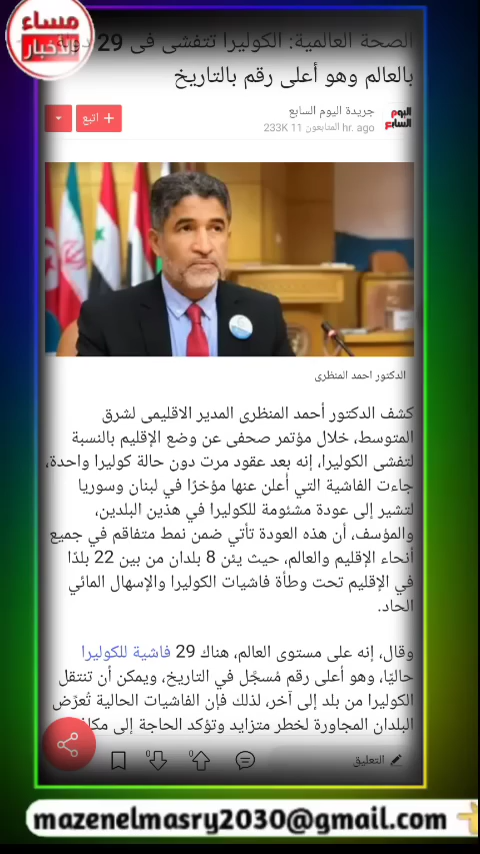 مساء
الأخبار
الصحة العالمية: الكوليرا تتفشى فى 29 دولة
بالعالم وهو أعلى رقم بالتاريخ
جريدة اليوم السابع
233K المتابعون 11 hr. ago
اليوم السابع
+ اتبع
الدكتور احمد المنظرى
كشف الدكتور أحمد المنظرى المدير الاقليمى لشرق
المتوسط، خلال مؤتمر صحفى عن وضع الإقليم بالنسبة
لتفشى الكوليرا، إنه بعد عقود مرت دون حالة كوليرا واحدة،
جاءت الفاشية التي أُعلن عنها مؤخرًا في لبنان وسوريا
لتشير إلى عودة مشئومة للكوليرا في هذين البلدين،
والمؤسف، أن هذه العودة تأتي ضمن نمط متفاقم في جميع
أنحاء الإقليم والعالم، حيث يئن 8 بلدان من بين 22 بلدًا
في الإقليم تحت وطأة فاشيات الكوليرا والإسهال المائي
الحاد.
وقال، إنه على مستوى العالم، هناك 29 فاشية للكوليرا
حاليًا، وهو أعلى رقم مُسجَّل في التاريخ، ويمكن أن تنتقل
الكوليرا من بلد إلى آخر، لذلك فإن الفاشيات الحالية تُعرِّض
البلدان المجاورة لخطر متزايد وتؤكد الحاجة إلى
التعليق
0
0
mazenelmasry2030@gmail.com